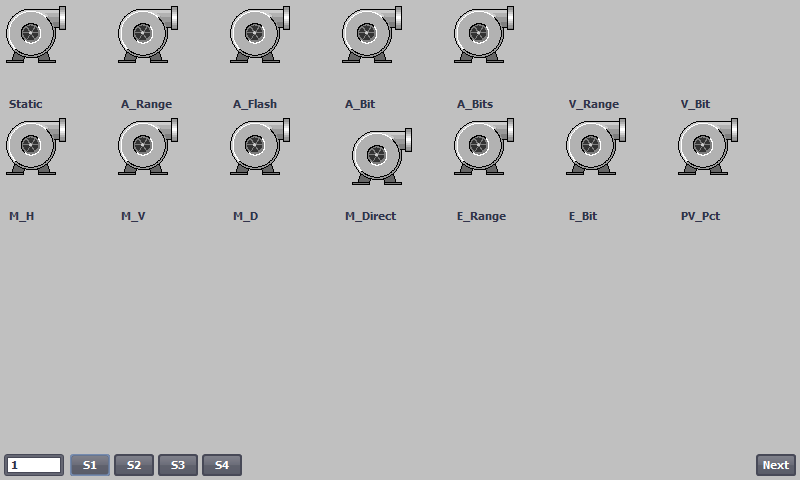 Static A_Range A_Flash A_Bit A_Bits V_Range V_Bit
M_H M_V M_D M_Direct E_Range E_Bit PV_Pct
1 S1 S2 S3 S4 Next